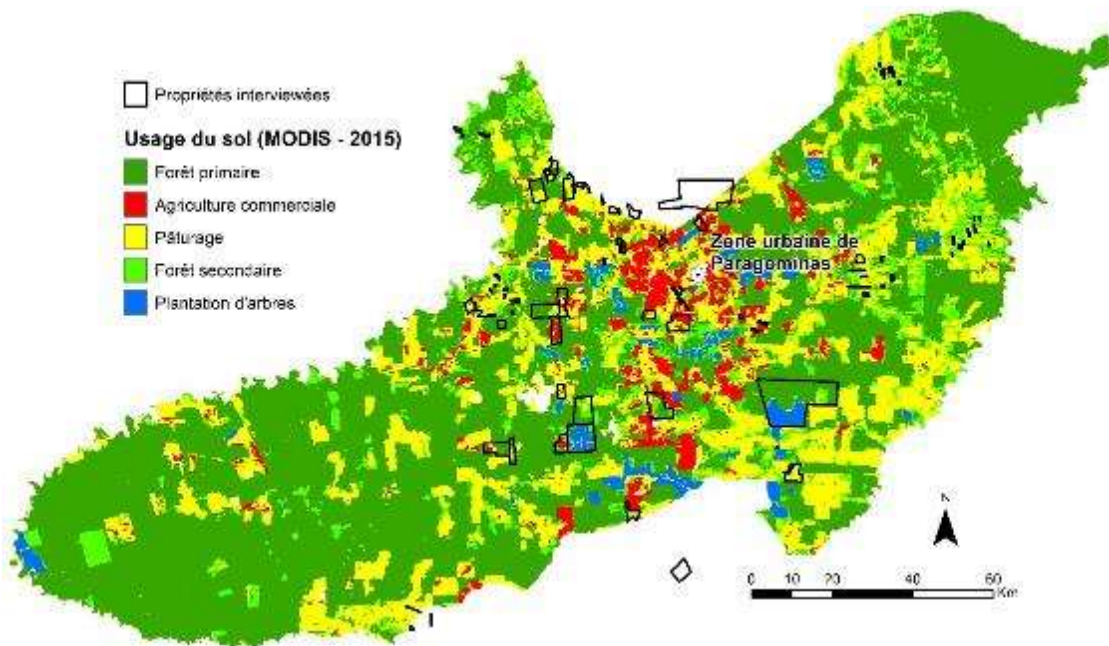 Propriétés interviewées
Usage du sol (MODIS - 2015)
Forêt primaire
Agriculture commerciale
Pâturage
Forêt secondaire
Plantation d'arbres
Zone urbaine de
Paragominas
N
0 10 20 40 60
Km